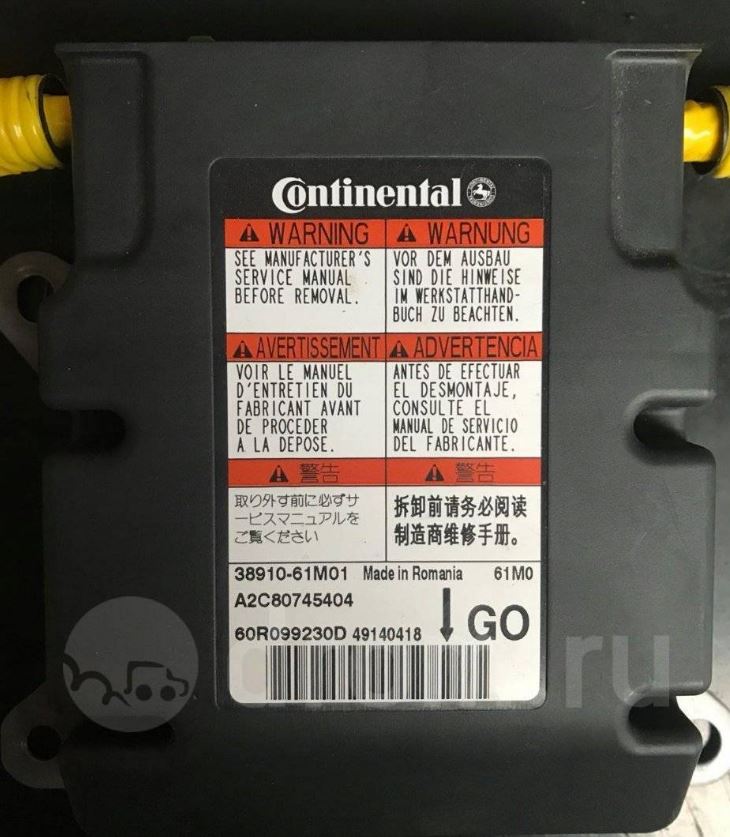 Continental
WARNING
SEE MANUFACTURER'S
SERVICE MANUAL
BEFORE REMOVAL.
WARNUNG
VOR DEM AUSBAU
SIND DIE HINWEISE
IM WERKSTATTHAND-
BUCH ZU BEACHTEN.
AVERTISSEMENT
VOIR LE MANUEL
D'ENTRETIEN DU
FABRICANT AVANT
DE PROCEDER
A LA DEPOSE.
ADVERTENCIA
ANTES DE EFECTUAR
EL DESMONTAJE,
CONSULTE EL
MANUAL DE SERVICIO
DEL FABRICANTE.
警告
取り外す前に必ずサ
ービスマニュアルを
ご覧ください
警告
拆卸前请务必阅读
制造商维修手册。
38910-61M01 Made in Romania 61M0
A2C80745404
60R099230D 49140418 GO